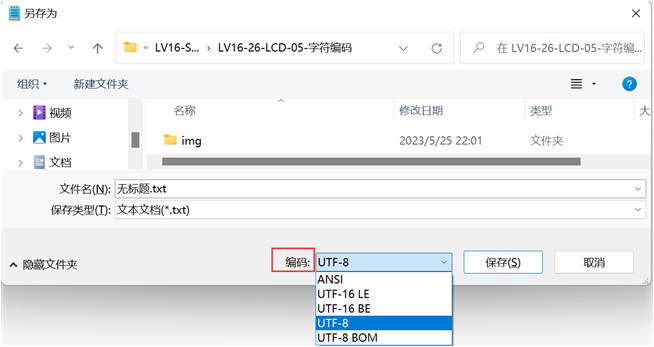 另存为
« LV16-S... › LV16-26-LCD-05-字符编码
在 LV16-26-LCD-05-字符编...
组织 新建文件夹
名称 修改日期 类型 大
视频
图片
文档
img 2023/5/25 22:01 文件夹
文件名(N): 无标题.txt
保存类型(T): 文本文档(*.txt)
隐藏文件夹 编码: UTF-8 保存(S) 取消
ANSI
UTF-16 LE
UTF-16 BE
UTF-8
UTF-8 BOM